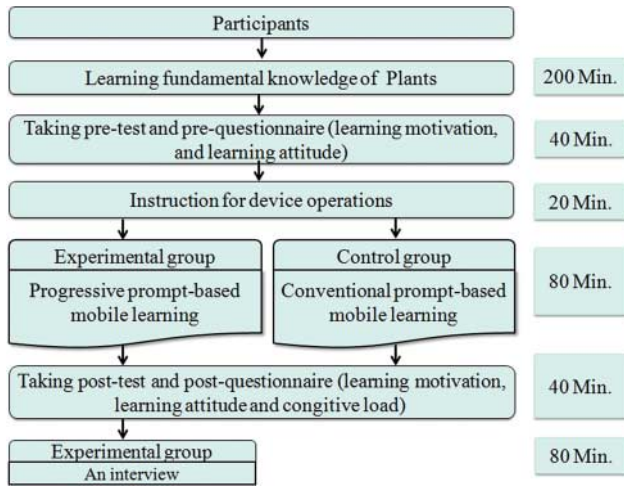 Participants
Learning fundamental knowledge of Plants
200 Min.
Taking pre-test and pre-questionnaire (learning motivation,
and learning attitude)
40 Min.
Instruction for device operations
20 Min.
Experimental group
Progressive prompt-based
mobile learning
Control group
Conventional prompt-based
mobile learning
80 Min.
Taking post-test and post-questionnaire (learning motivation,
learning attitude and congitive load)
40 Min.
Experimental group
An interview
80 Min.